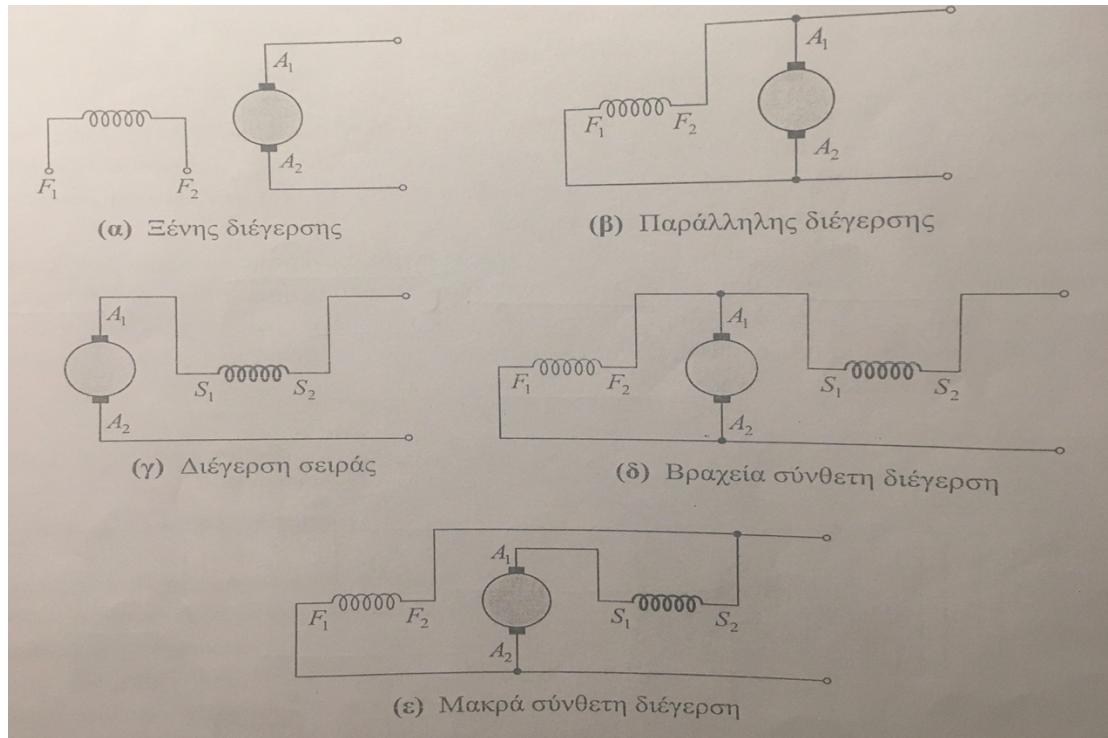 A₁
A₂
F₁
F₂
(α) Ξένης διέγερσης
A₁
F₁
F₂
A₂
(β) Παράλληλης διέγερσης
A₁
S₁
S₂
A₂
(γ) Διέγερση σειράς
A₁
F₁
F₂
S₁
S₂
A₂
(δ) Βραχεία σύνθετη διέγερση
A₁
F₁
F₂
S₁
S₂
A₂
(ε) Μακρά σύνθετη διέγερση